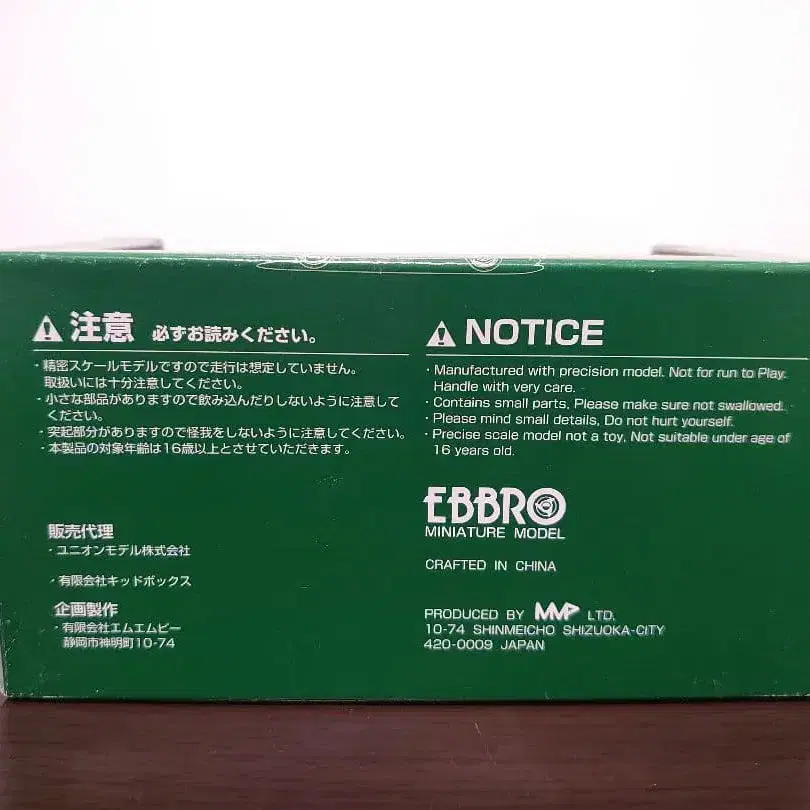 注意 必ずお読みください。
・精密スケールモデルですので走行は想定していません。
取扱いには十分注意してください。
・小さな部品がありますので飲み込んだりしないように注意して
ください。
・突起部分がありますので怪我をしないように注意してください。
・本製品の対象年齢は16歳以上とさせていただきます。
販売代理
・ユニオンモデル株式会社
・有限会社キッドボックス
企画製作
・有限会社エムエムピー
静岡市神明町10-74
NOTICE
・Manufactured with precision model. Not for run to Play.
Handle with very care.
・Contains small parts. Please make sure not swallowed.
・Please mind small details. Do not hurt yourself.
・Precise scale model not a toy. Not suitable under age of
16 years old.
EBBRO
MINIATURE MODEL
CRAFTED IN CHINA
PRODUCED BY MMP LTD.
10-74 SHINMEICHO SHIZUOKA-CITY
420-0009 JAPAN